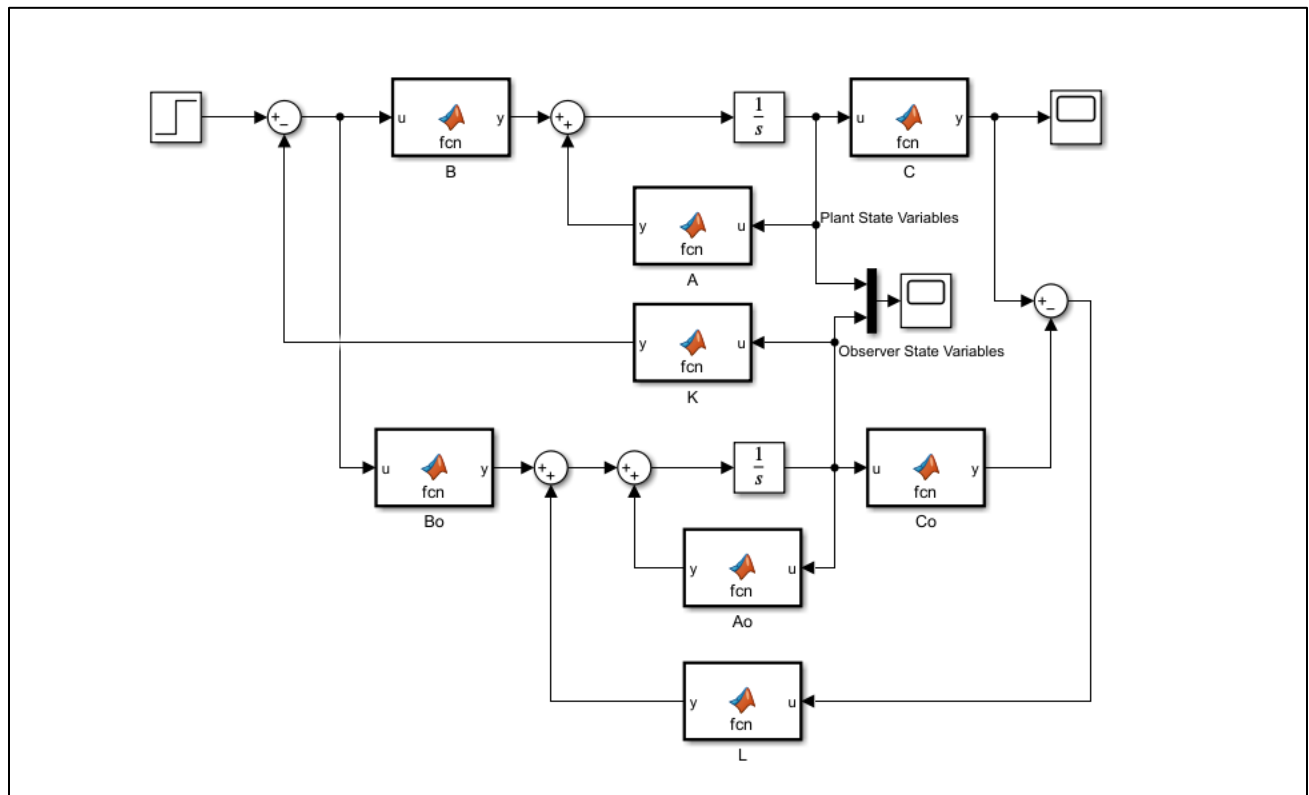 + −
u fcn y
B
+ +
1
s
u fcn y
C
y fcn u
A
Plant State Variables
+ −
y fcn u
K
Observer State Variables
u fcn y
Bo
+ +
+ +
1
s
u fcn y
Co
y fcn u
Ao
y fcn u
L